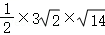 1/2 × 3√2 × √14